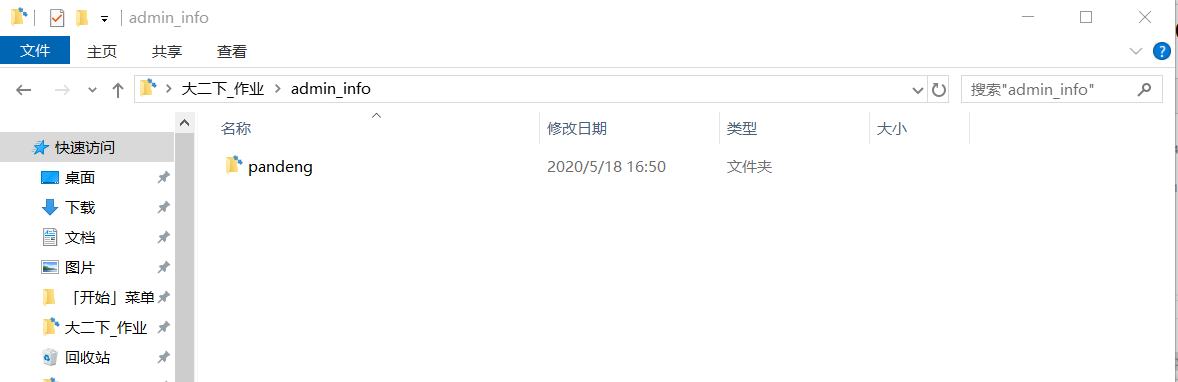 admin_info
文件 主页 共享 查看
大二下_作业 admin_info 搜索"admin_info"
名称 修改日期 类型 大小
快速访问
pandeng 2020/5/18 16:50 文件夹
桌面
下载
文档
图片
「开始」菜单
大二下_作业
回收站